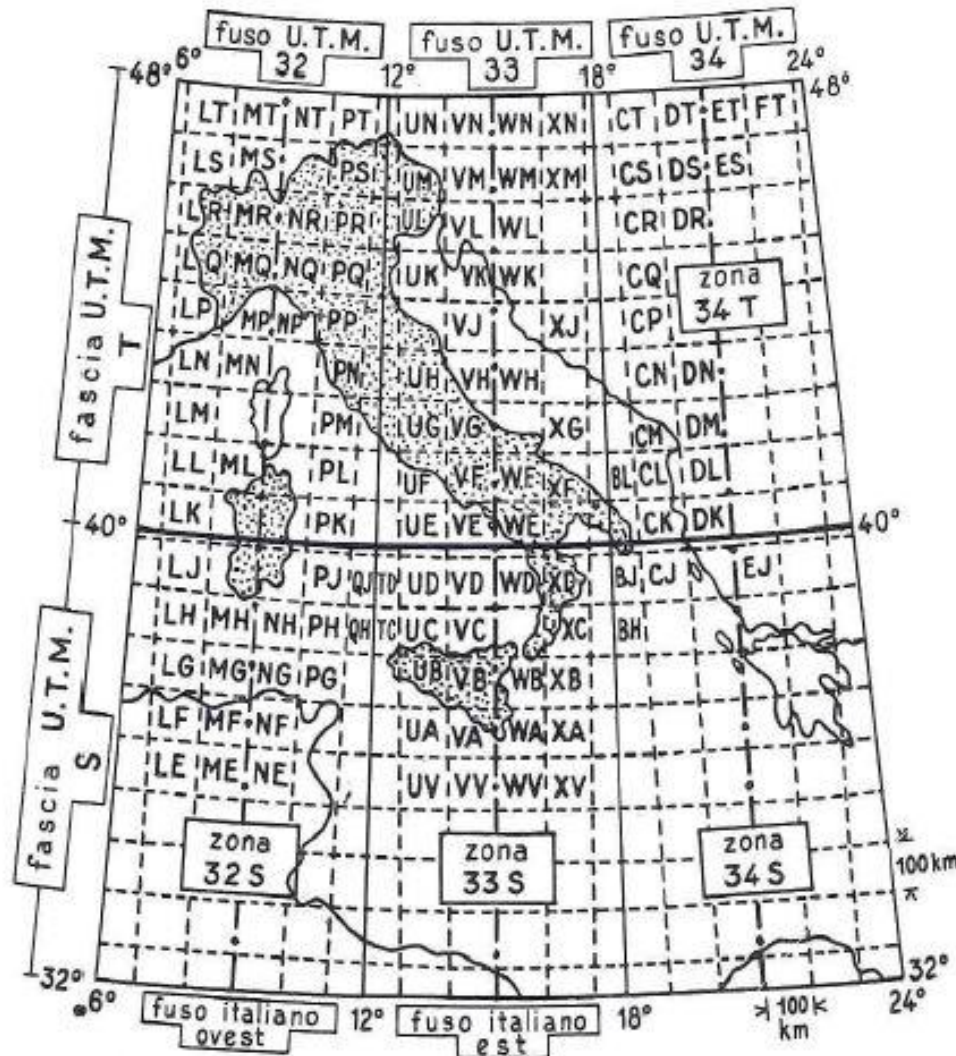 fuso U.T.M. fuso U.T.M. fuso U.T.M.
32 33 34
6° 12° 18° 24°
48° 48°
LT MT NT PT UN VN WN XN CT DT ET FT
LS MS PS UM VM WM XM CS DS ES
LR MR NR PR UL VL WL CR DR
LQ MQ NQ PQ UK VK WK CQ zona
34 T
LP MP NP PP VJ XJ CP
LN MN PN UH VH WH CN DN
LM PM UG VG XG CM DM
LL ML PL UF VF WF XF BL CL DL
LK PK UE VE WE CK DK
40° 40°
LJ PJ QJ TD UD VD WD XD BJ CJ EJ
LH MH NH PH QH TC UC VC XC BH
LG MG NG PG UB VB WB XB
LF MF NF UA VA WA XA
LE ME NE UV VV WV XV
zona zona zona
32 S 33 S 34 S
100 km
32° 32°
6° 12° 18° 24°
fuso italiano fuso italiano 100
ovest est km
fascia U.T.M.
T
fascia U.T.M.
S